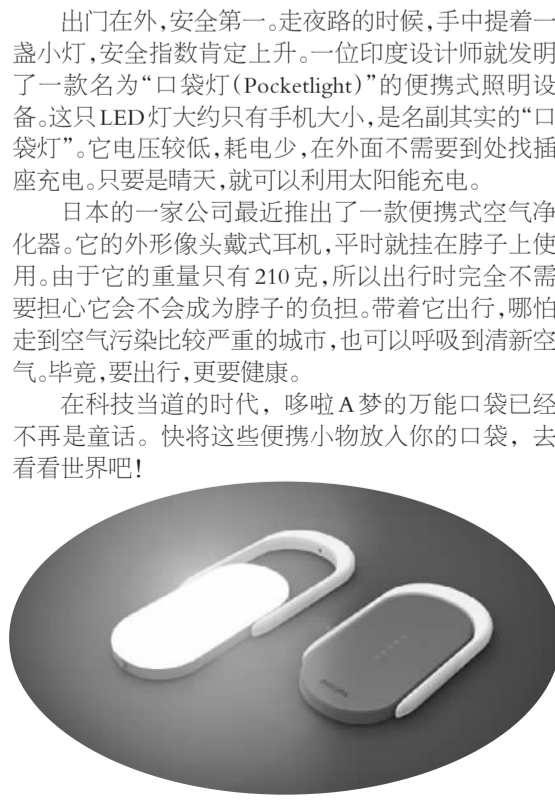 出门在外，安全第一。走夜路的时候，手中提着一
盏小灯，安全指数肯定上升。一位印度设计师就发明
了一款名为“口袋灯（Pocketlight）”的便携式照明设
备。这只LED灯大约只有手机大小，是名副其实的“口
袋灯”。它电压较低，耗电少，在外面不需要到处找插
座充电。只要是晴天，就可以利用太阳能充电。
日本的一家公司最近推出了一款便携式空气净
化器。它的外形像头戴式耳机，平时就挂在脖子上使
用。由于它的重量只有210克，所以出行时完全不需
要担心它会不会成为脖子的负担。带着它出行，哪怕
走到空气污染比较严重的城市，也可以呼吸到清新空
气。毕竟，要出行，更要健康。
在科技当道的时代，哆啦A梦的万能口袋已经
不再是童话。快将这些便携小物放入你的口袋，去
看看世界吧！